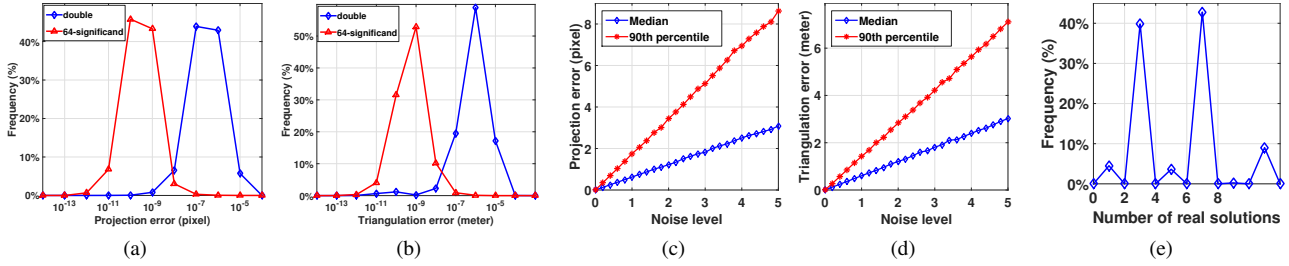 double
64-significand
Frequency (%)
40%
30%
20%
10%
0%
10^-13 10^-11 10^-9 10^-7 10^-5
Projection error (pixel)
(a)
double
64-significand
Frequency (%)
50%
40%
30%
20%
10%
0%
10^-13 10^-11 10^-9 10^-7 10^-5
Triangulation error (meter)
(b)
Median
90th percentile
Projection error (pixel)
8
6
4
2
0
0 1 2 3 4 5
Noise level
(c)
Median
90th percentile
Triangulation error (meter)
6
4
2
0
0 1 2 3 4 5
Noise level
(d)
Frequency (%)
40%
30%
20%
10%
0%
0 2 4 6 8
Number of real solutions
(e)